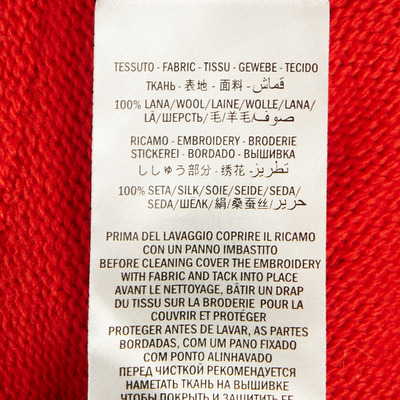 TESSUTO - FABRIC - TISSU - GEWEBE - TECIDO
ТКАНЬ - 表地 - 面料 - قماش
100% LANA/WOOL/LAINE/WOLLE/LANA/
LÃ/ШЕРСТЬ/毛/羊毛/صوف
RICAMO - EMBROIDERY - BRODERIE
STICKEREI - BORDADO - ВЫШИВКА
ししゅう部分 - 绣花 - تطريز
100% SETA/SILK/SOIE/SEIDE/SEDA/
SEDA/ШЕЛК/絹/桑蚕丝/حرير
PRIMA DEL LAVAGGIO COPRIRE IL RICAMO
CON UN PANNO IMBASTITO
BEFORE CLEANING COVER THE EMBROIDERY
WITH FABRIC AND TACK INTO PLACE
AVANT LE NETTOYAGE, BÂTIR UN DRAP
DU TISSU SUR LA BRODERIE POUR LA
COUVRIR ET PROTÉGER
PROTEGER ANTES DE LAVAR, AS PARTES
BORDADAS, COM UM PANO FIXADO
COM PONTO ALINHAVADO
ПЕРЕД ЧИСТКОЙ РЕКОМЕНДУЕТСЯ
НАМЕТАТЬ ТКАНЬ НА ВЫШИВКУ
ЧТОБЫ ПОКРЫТЬ И ЗАЩИТИТЬ ЕЕ